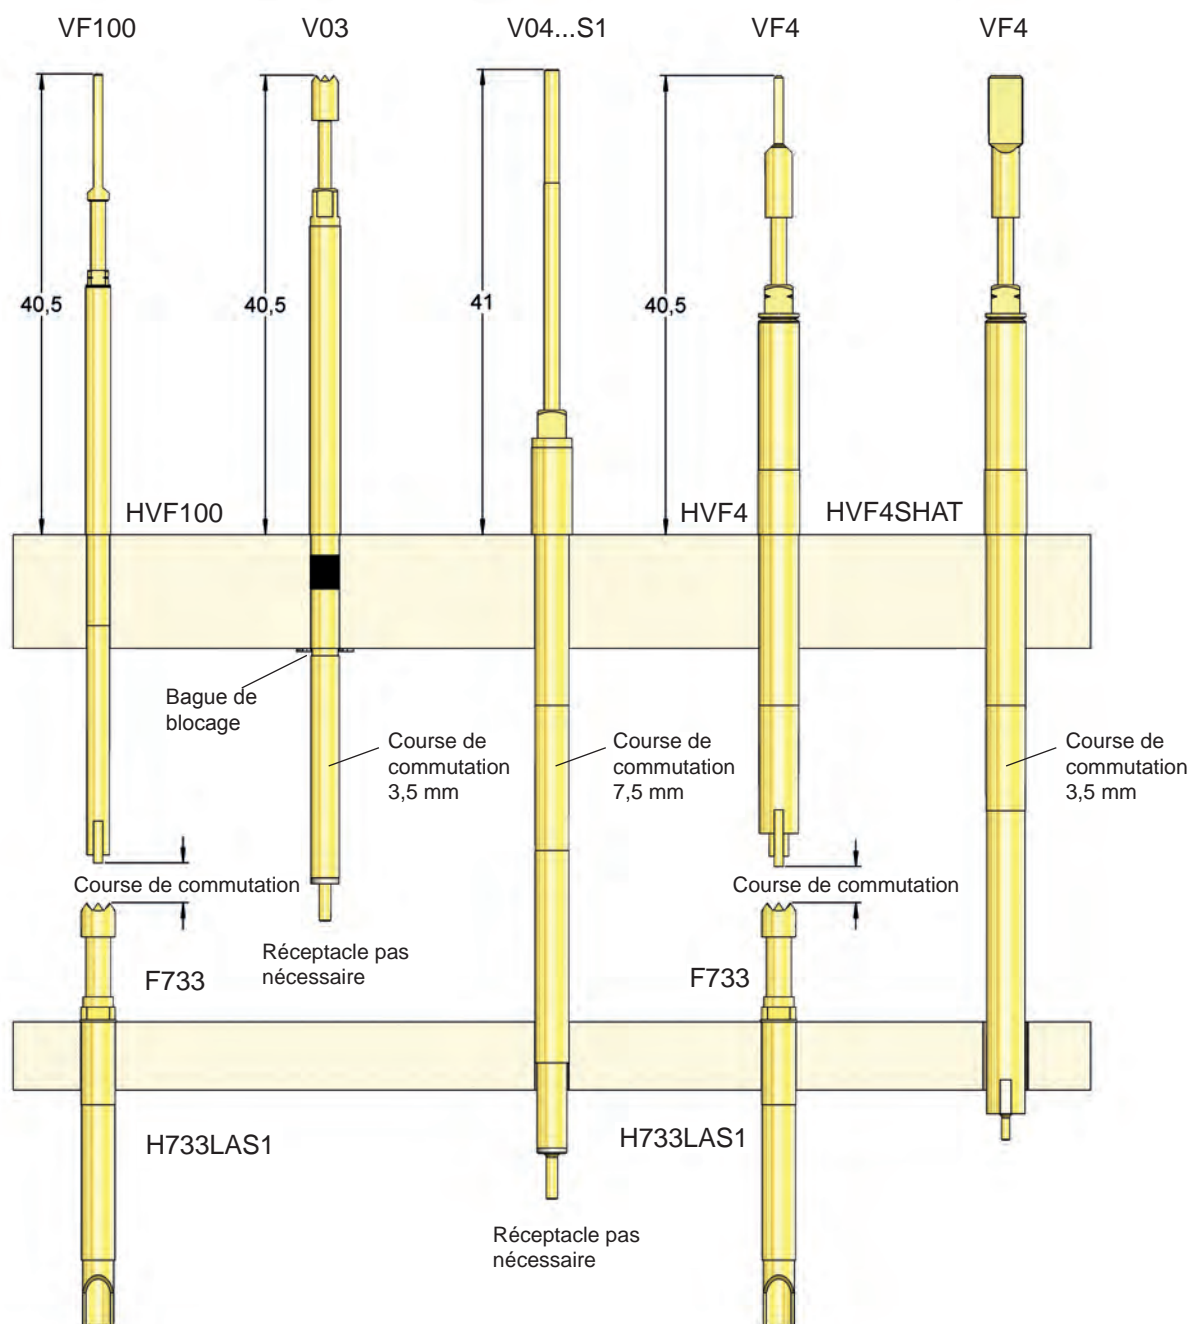 VF100
V03
V04...S1
VF4
VF4
40,5
40,5
41
40,5
HVF100
HVF4
HVF4SHAT
Bague de
blocage
Course de
commutation
3,5 mm
Course de
commutation
7,5 mm
Course de
commutation
3,5 mm
Course de commutation
Course de commutation
Réceptacle pas
nécessaire
F733
F733
H733LAS1
H733LAS1
Réceptacle pas
nécessaire